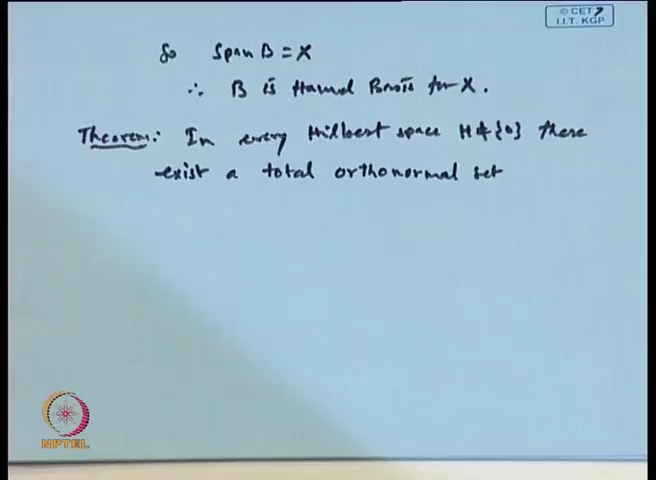 © CET
I.I.T. KGP
So Span B = X
∴ B is Hamel Basis for X.
Theorem: In every Hilbert space H ≠ {0} there
exist a total orthonormal set
NPTEL